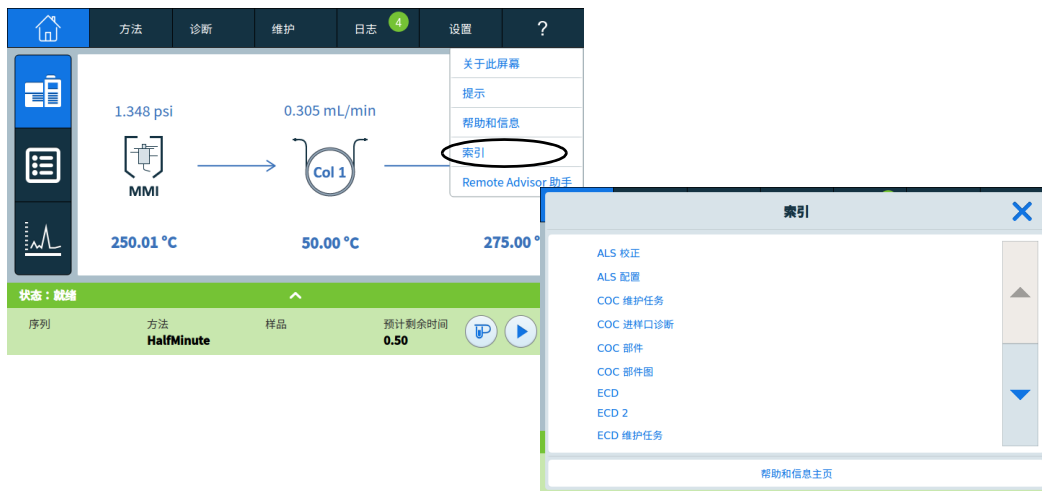 方法 诊断 维护 日志 4 设置 ?
关于此屏幕
提示
帮助和信息
索引
Remote Advisor 助手
1.348 psi 0.305 mL/min
MMI Col 1
250.01 °C 50.00 °C 275.00 °
状态：就绪
序列 方法 样品 预计剩余时间
HalfMinute 0.50
索引
ALS 校正
ALS 配置
COC 维护任务
COC 进样口诊断
COC 部件
COC 部件图
ECD
ECD 2
ECD 维护任务
帮助和信息主页